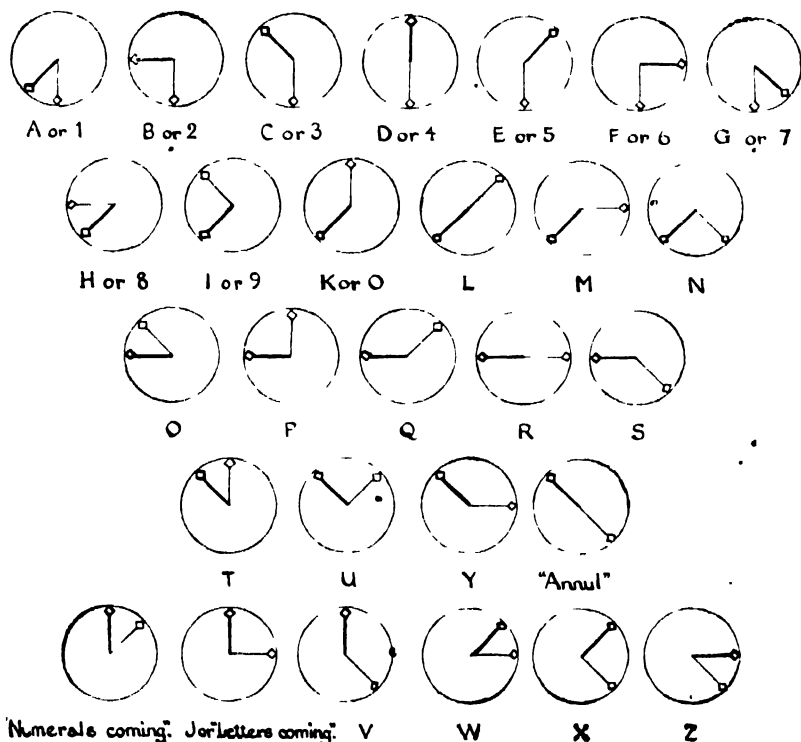 A or 1 B or 2 C or 3 D or 4 E or 5 F or 6 G or 7
H or 8 I or 9 K or O L M N
O P Q R S
T U Y "Annul"
"Numerals coming". J or "Letters coming". V W X Z